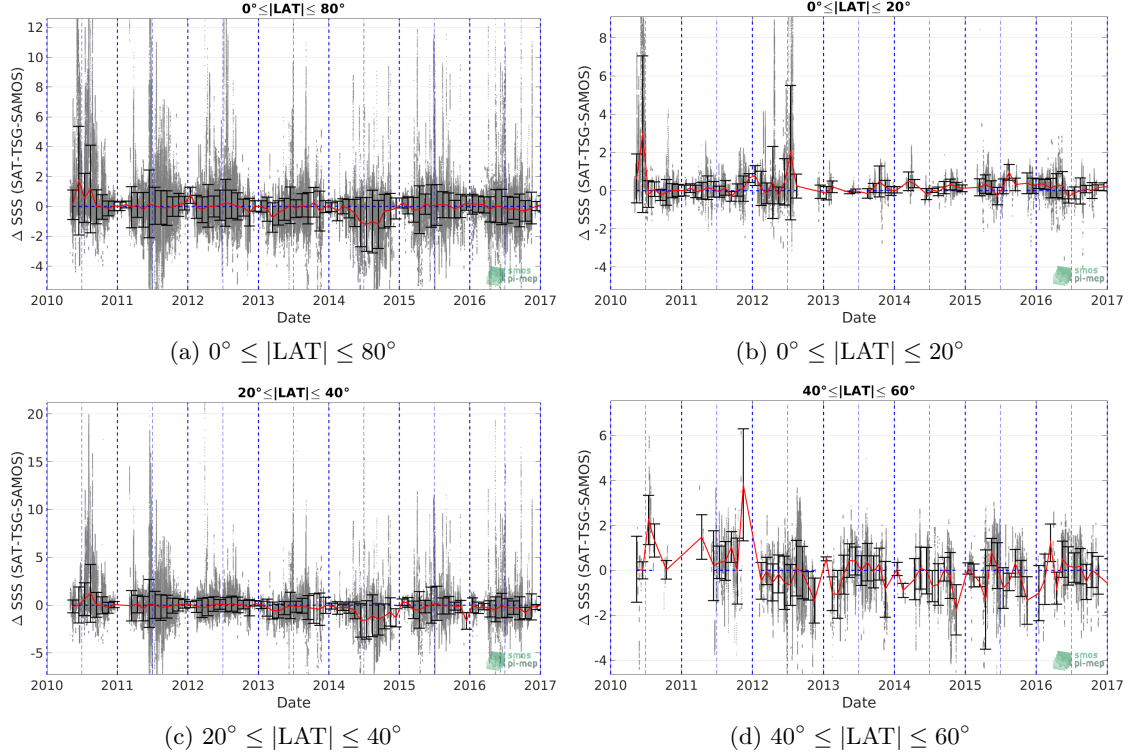 0°≤|LAT|≤ 80°
Δ SSS (SAT-TSG-SAMOS)
12
10
8
6
4
2
0
-2
-4
2010 2011 2012 2013 2014 2015 2016 2017
Date
smos
pi-mep
(a) 0° ≤ |LAT| ≤ 80°
0°≤|LAT|≤ 20°
Δ SSS (SAT-TSG-SAMOS)
8
6
4
2
0
-2
-4
2010 2011 2012 2013 2014 2015 2016 2017
Date
smos
pi-mep
(b) 0° ≤ |LAT| ≤ 20°
20°≤|LAT|≤ 40°
Δ SSS (SAT-TSG-SAMOS)
20
15
10
5
0
-5
2010 2011 2012 2013 2014 2015 2016 2017
Date
smos
pi-mep
(c) 20° ≤ |LAT| ≤ 40°
40°≤|LAT|≤ 60°
Δ SSS (SAT-TSG-SAMOS)
6
4
2
0
-2
-4
2010 2011 2012 2013 2014 2015 2016 2017
Date
smos
pi-mep
(d) 40° ≤ |LAT| ≤ 60°